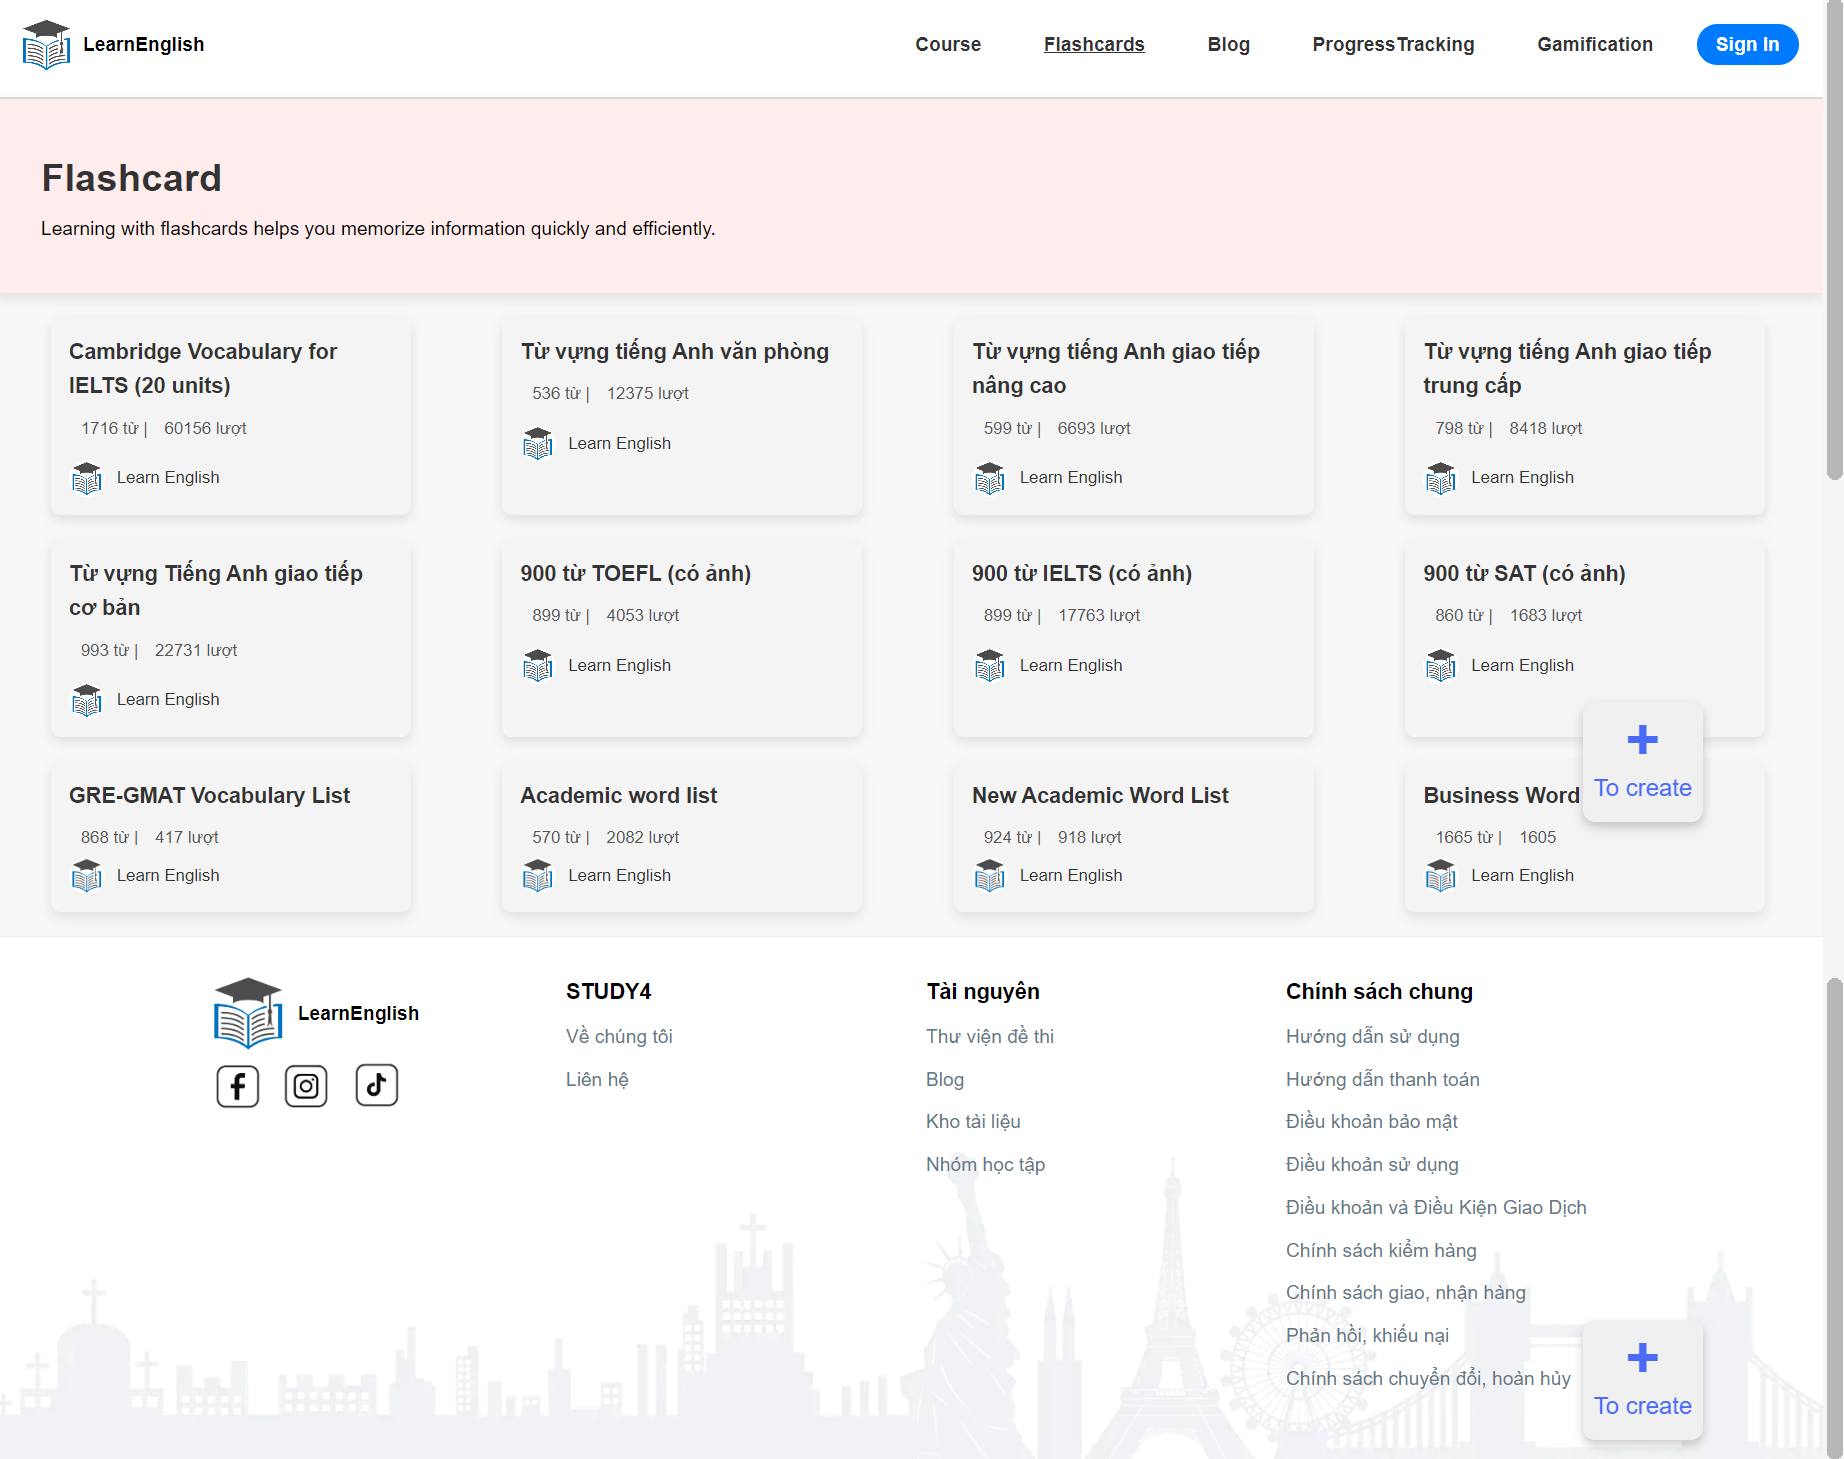 LearnEnglish
Course
Flashcards
Blog
ProgressTracking
Gamification
Sign In
Flashcard
Learning with flashcards helps you memorize information quickly and efficiently.
Cambridge Vocabulary for
IELTS (20 units)
1716 từ | 60156 lượt
Learn English
Từ vựng tiếng Anh văn phòng
536 từ | 12375 lượt
Learn English
Từ vựng tiếng Anh giao tiếp
nâng cao
599 từ | 6693 lượt
Learn English
Từ vựng tiếng Anh giao tiếp
trung cấp
798 từ | 8418 lượt
Learn English
Từ vựng Tiếng Anh giao tiếp
cơ bản
993 từ | 22731 lượt
Learn English
900 từ TOEFL (có ảnh)
899 từ | 4053 lượt
Learn English
900 từ IELTS (có ảnh)
899 từ | 17763 lượt
Learn English
900 từ SAT (có ảnh)
860 từ | 1683 lượt
Learn English
GRE-GMAT Vocabulary List
868 từ | 417 lượt
Learn English
Academic word list
570 từ | 2082 lượt
Learn English
New Academic Word List
924 từ | 918 lượt
Learn English
Business Word
1665 từ | 1605
Learn English
+
To create
LearnEnglish
STUDY4
Về chúng tôi
Liên hệ
Tài nguyên
Thư viện đề thi
Blog
Kho tài liệu
Nhóm học tập
Chính sách chung
Hướng dẫn sử dụng
Hướng dẫn thanh toán
Điều khoản bảo mật
Điều khoản sử dụng
Điều khoản và Điều Kiện Giao Dịch
Chính sách kiểm hàng
Chính sách giao, nhận hàng
Phản hồi, khiếu nại
Chính sách chuyển đổi, hoàn hủy
+
To create